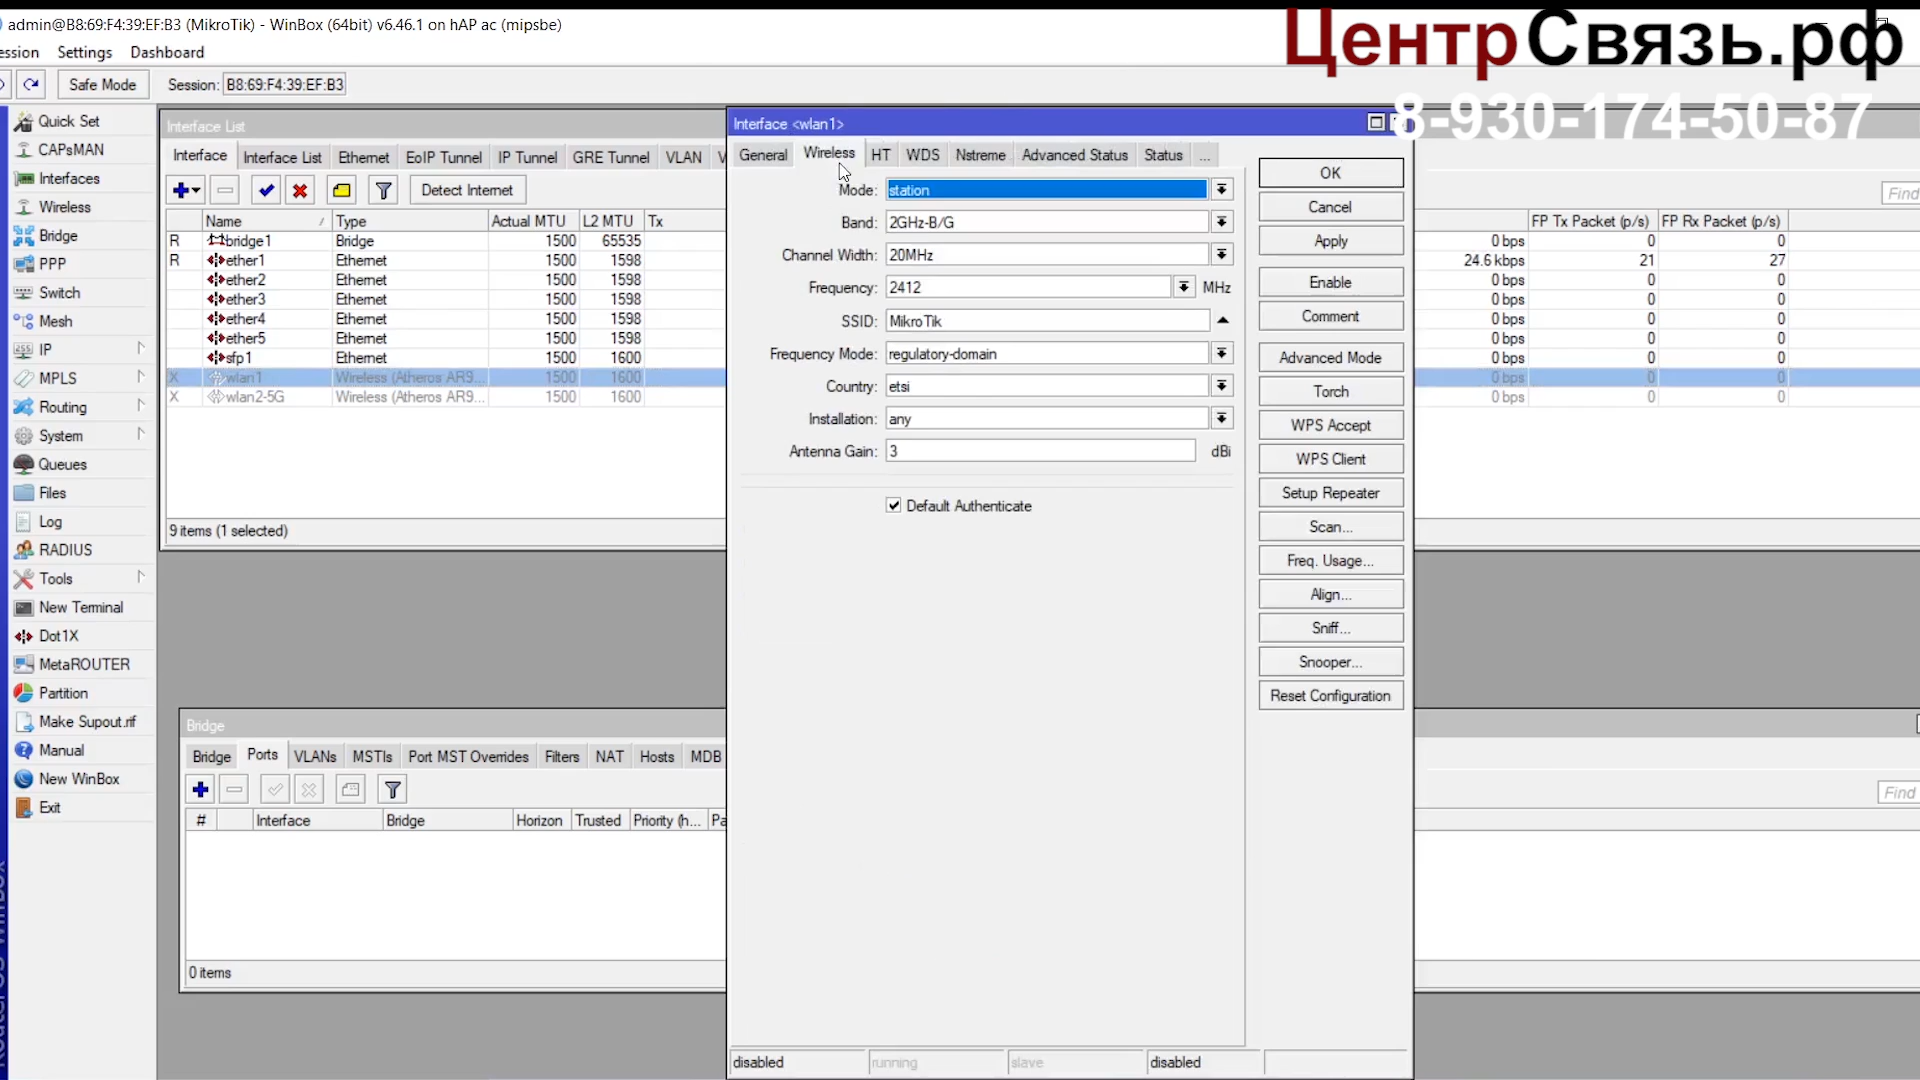 admin@B8:69:F4:39:EF:B3 (MikroTik) - WinBox (64bit) v6.46.1 on hAP ac (mipsbe)
ЦентрСвязь.рф
8-930-174-50-87
ession Settings Dashboard
Safe Mode Session: B8:69:F4:39:EF:B3
Quick Set
CAPsMAN
Interfaces
Wireless
Bridge
PPP
Switch
Mesh
IP
MPLS
Routing
System
Queues
Files
Log
RADIUS
Tools
New Terminal
Dot1X
MetaROUTER
Partition
Make Supout.rif
Manual
New WinBox
Exit
Interface List
Interface Interface List Ethernet EoIP Tunnel IP Tunnel GRE Tunnel VLAN V
Detect Internet
Find
Name / Type Actual MTU L2 MTU Tx FP Tx Packet (p/s) FP Rx Packet (p/s)
R bridge1 Bridge 1500 65535 0 bps 0 0
R ether1 Ethernet 1500 1598 24.6 kbps 21 27
ether2 Ethernet 1500 1598 0 bps 0 0
ether3 Ethernet 1500 1598 0 bps 0 0
ether4 Ethernet 1500 1598 0 bps 0 0
ether5 Ethernet 1500 1598 0 bps 0 0
sfp1 Ethernet 1500 1600 0 bps 0 0
X wlan1 Wireless (Atheros AR9... 1500 1600 0 bps 0 0
X wlan2-5G Wireless (Atheros AR9... 1500 1600 0 bps 0 0
9 items (1 selected)
Interface <wlan1>
General Wireless HT WDS Nstreme Advanced Status Status ...
Mode: station
Band: 2GHz-B/G
Channel Width: 20MHz
Frequency: 2412 MHz
SSID: MikroTik
Frequency Mode: regulatory-domain
Country: etsi
Installation: any
Antenna Gain: 3 dBi
Default Authenticate
OK
Cancel
Apply
Enable
Comment
Advanced Mode
Torch
WPS Accept
WPS Client
Setup Repeater
Scan...
Freq. Usage...
Align...
Sniff...
Snooper...
Reset Configuration
disabled running slave disabled
Bridge
Bridge Ports VLANs MSTIs Port MST Overrides Filters NAT Hosts MDB
Find
# Interface Bridge Horizon Trusted Priority (h... Pa
0 items
RouterOS WinBox